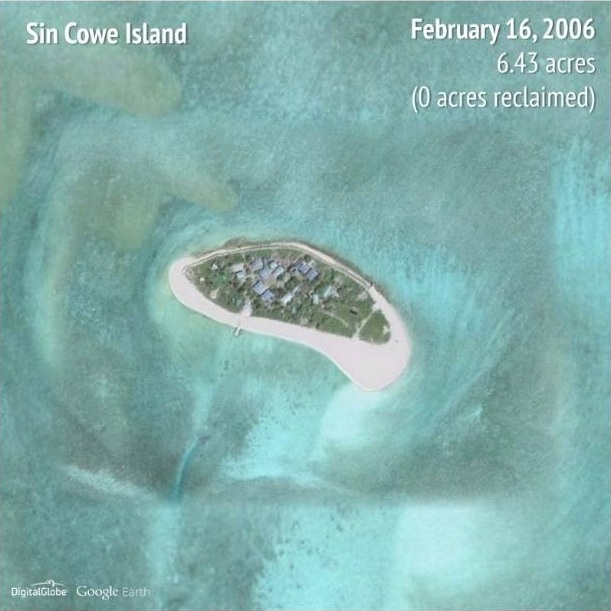 Sin Cowe Island
February 16, 2006
6.43 acres
(0 acres reclaimed)
DigitalGlobe Google Earth